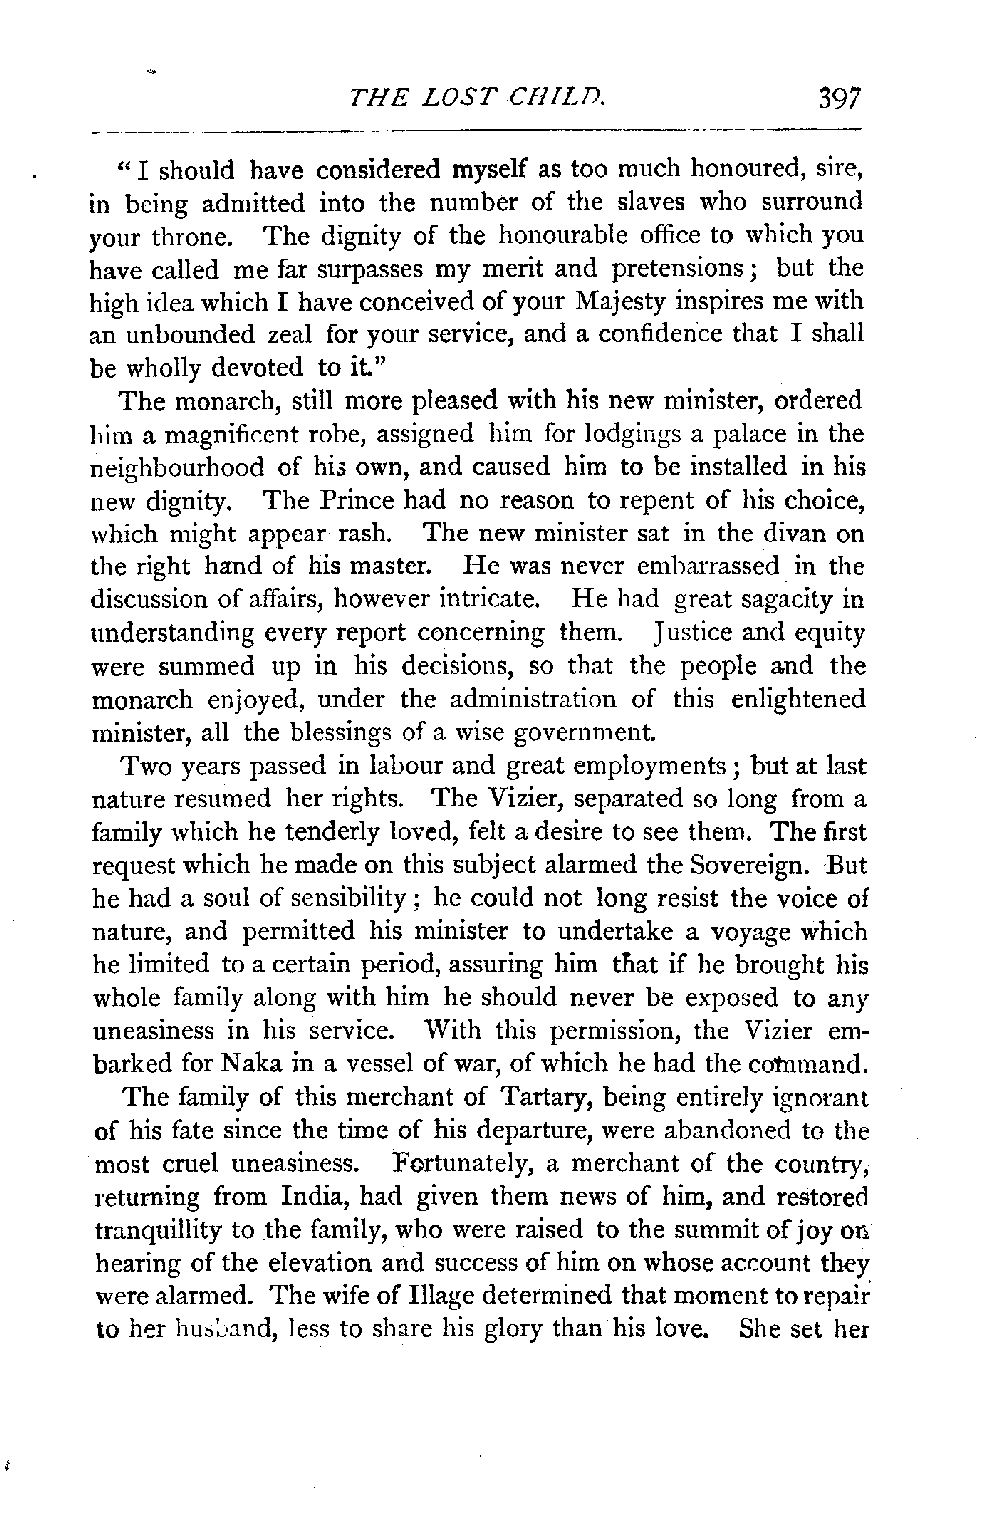 THE LOST CHILD. 397
“ I should have considered myself as too much honoured, sire,
in being admitted into the number of the slaves who surround
your throne. The dignity of the honourable office to which you
have called me far surpasses my merit and pretensions ; but the
high idea which I have conceived of your Majesty inspires me with
an unbounded zeal for your service, and a confidence that I shall
be wholly devoted to it.”
The monarch, still more pleased with his new minister, ordered
him a magnificent robe, assigned him for lodgings a palace in the
neighbourhood of his own, and caused him to be installed in his
new dignity. The Prince had no reason to repent of his choice,
which might appear rash. The new minister sat in the divan on
the right hand of his master. He was never embarrassed in the
discussion of affairs, however intricate. He had great sagacity in
understanding every report concerning them. Justice and equity
were summed up in his decisions, so that the people and the
monarch enjoyed, under the administration of this enlightened
minister, all the blessings of a wise government.
Two years passed in labour and great employments ; but at last
nature resumed her rights. The Vizier, separated so long from a
family which he tenderly loved, felt a desire to see them. The first
request which he made on this subject alarmed the Sovereign. But
he had a soul of sensibility ; he could not long resist the voice of
nature, and permitted his minister to undertake a voyage which
he limited to a certain period, assuring him that if he brought his
whole family along with him he should never be exposed to any
uneasiness in his service. With this permission, the Vizier em-
barked for Naka in a vessel of war, of which he had the command.
The family of this merchant of Tartary, being entirely ignorant
of his fate since the time of his departure, were abandoned to the
most cruel uneasiness. Fortunately, a merchant of the country,
returning from India, had given them news of him, and restored
tranquillity to the family, who were raised to the summit of joy on
hearing of the elevation and success of him on whose account they
were alarmed. The wife of Illage determined that moment to repair
to her husband, less to share his glory than his love. She set her